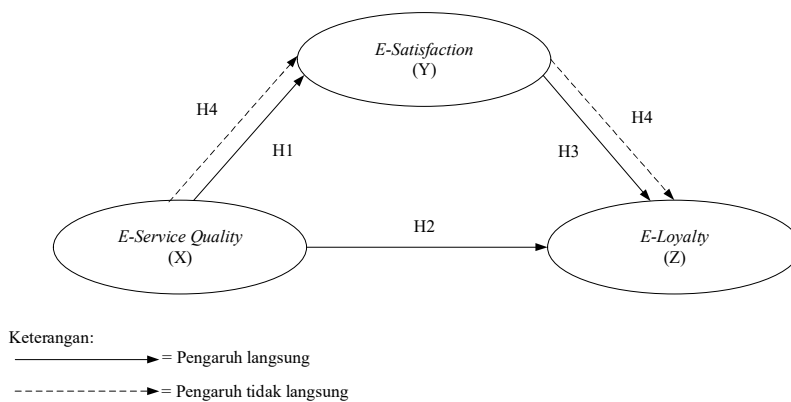 E-Satisfaction
(Y)
H4
H4
H1
H3
E-Service Quality
(X)
H2
E-Loyalty
(Z)
Keterangan:
= Pengaruh langsung
= Pengaruh tidak langsung